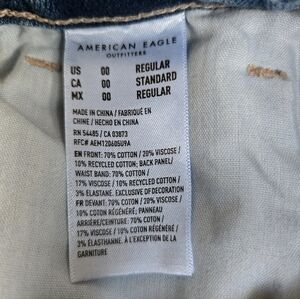 AMERICAN EAGLE
OUTFITTERS
US 00 REGULAR
CA 00 STANDARD
MX 00 REGULAR
MADE IN CHINA / FABRIQUÉ EN
CHINE / HECHO EN CHINA
RN 54485 / CA 03873
RFC# AEM120605U9A
EN FRONT: 70% COTTON / 20% VISCOSE /
10% RECYCLED COTTON; BACK PANEL/
WAIST BAND: 70% COTTON /
17% VISCOSE / 10% RECYCLED COTTON /
3% ELASTANE. EXCLUSIVE OF DECORATION
FR DEVANT: 70% COTON / 20% VISCOSE /
10% COTON RÉGÉNÉRÉ; PANNEAU
ARRIÈRE/CEINTURE: 70% COTON /
17% VISCOSE / 10% COTON RÉGÉNÉRÉ /
3% ÉLASTHANNE. À L'EXCEPTION DE LA
GARNITURE